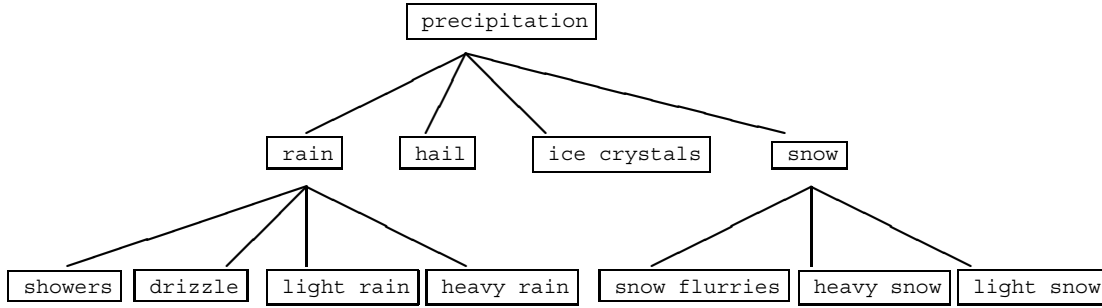 precipitation
rain hail ice crystals snow
showers drizzle light rain heavy rain snow flurries heavy snow light snow